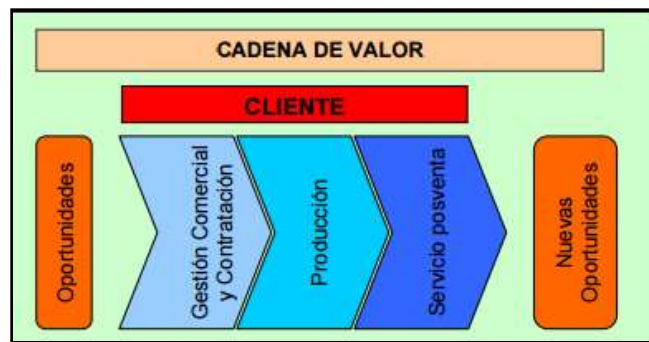 CADENA DE VALOR
CLIENTE
Oportunidades
Gestión Comercial
y Contratación
Producción
Servicio posventa
Nuevas
Oportunidades